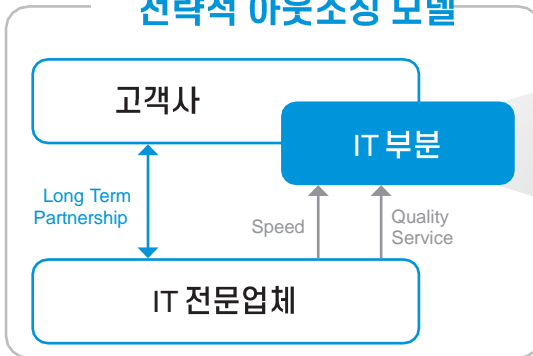 전략적 아웃소싱 모델
고객사
IT 부분
Long Term
Partnership
Speed
Quality
Service
IT 전문업체